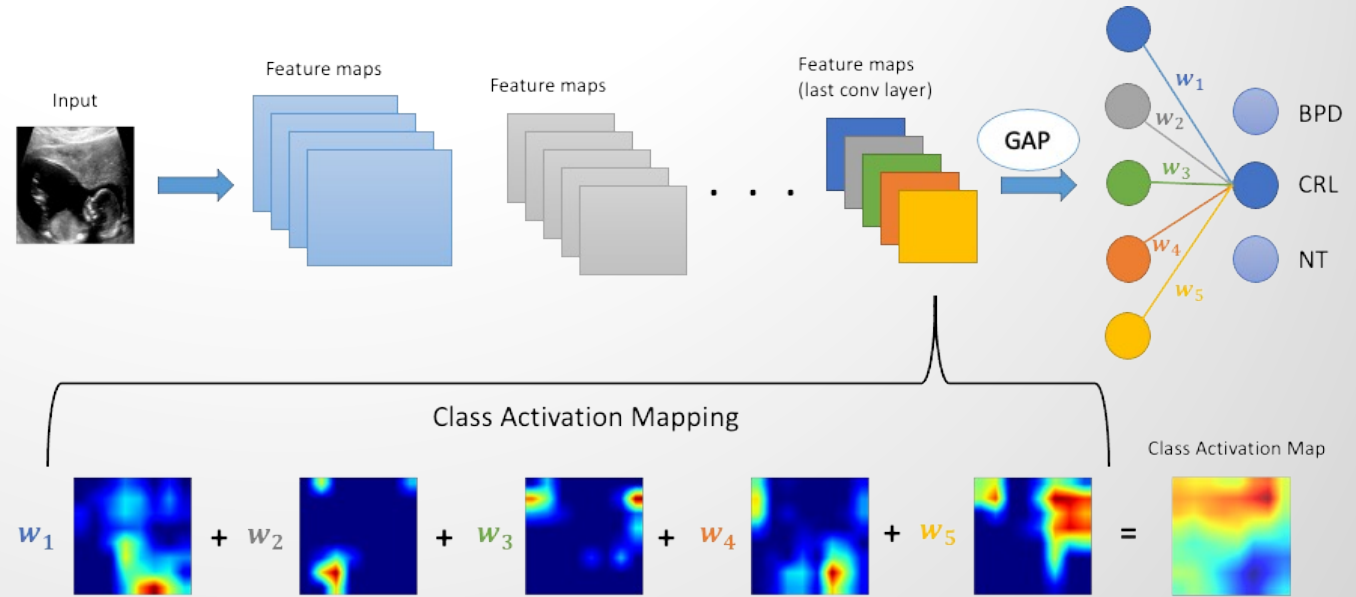 Input
Feature maps
Feature maps
. . .
Feature maps
(last conv layer)
GAP
w₁
w₂
w₃
w₄
w₅
BPD
CRL
NT
Class Activation Mapping
Class Activation Map
w₁ + w₂ + w₃ + w₄ + w₅ =